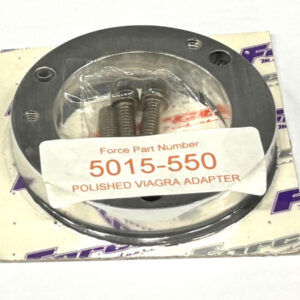 Force Part Number
5015-550
POLISHED VIAGRA ADAPTER